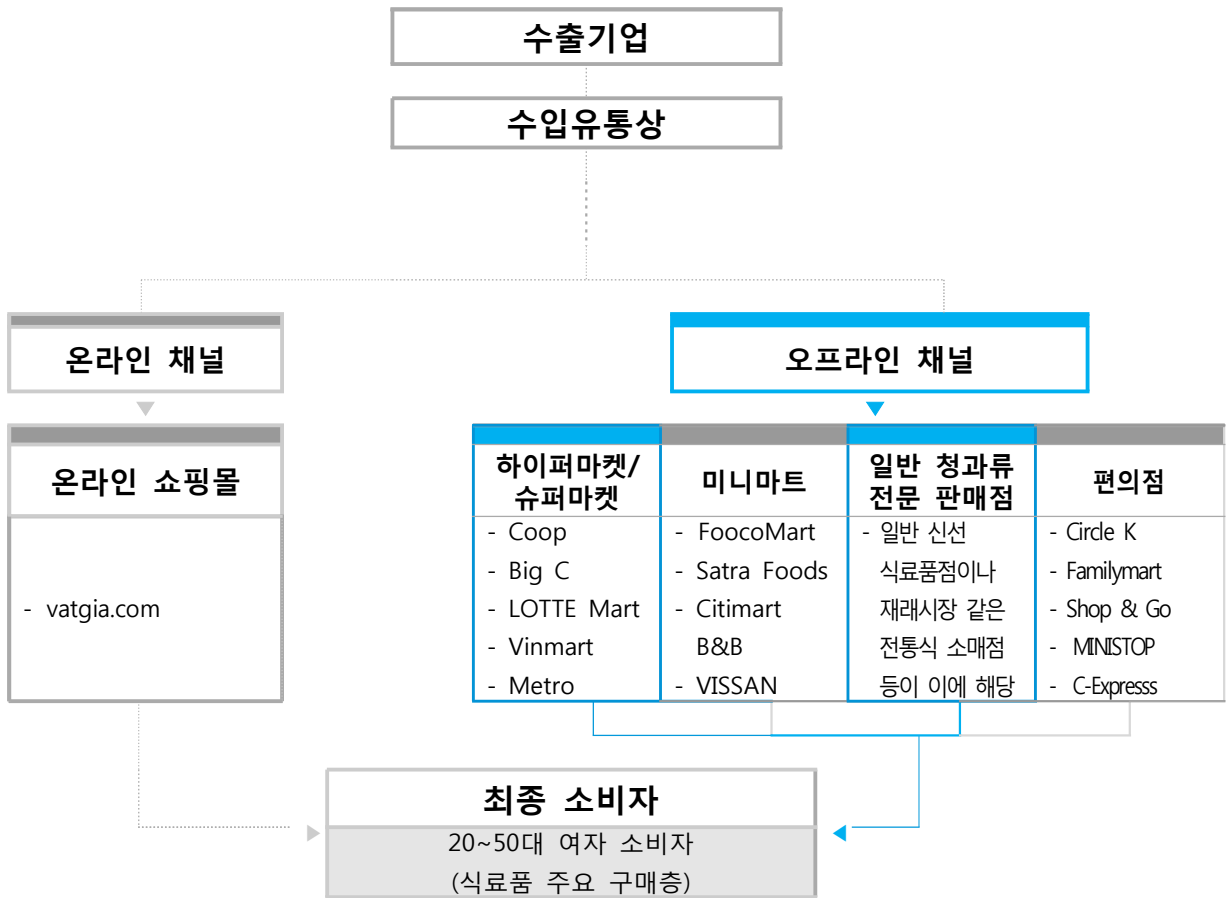 수출기업
수입유통상
온라인 채널
오프라인 채널
온라인 쇼핑몰
- vatgia.com
하이퍼마켓/
슈퍼마켓
- Coop
- Big C
- LOTTE Mart
- Vinmart
- Metro
미니마트
- FoocoMart
- Satra Foods
- Citimart
B&B
- VISSAN
일반 청과류
전문 판매점
- 일반 신선
식료품점이나
재래시장 같은
전통식 소매점
등이 이에 해당
편의점
- Circle K
- Familymart
- Shop & Go
- MINISTOP
- C-Expresss
최종 소비자
20~50대 여자 소비자
(식료품 주요 구매층)